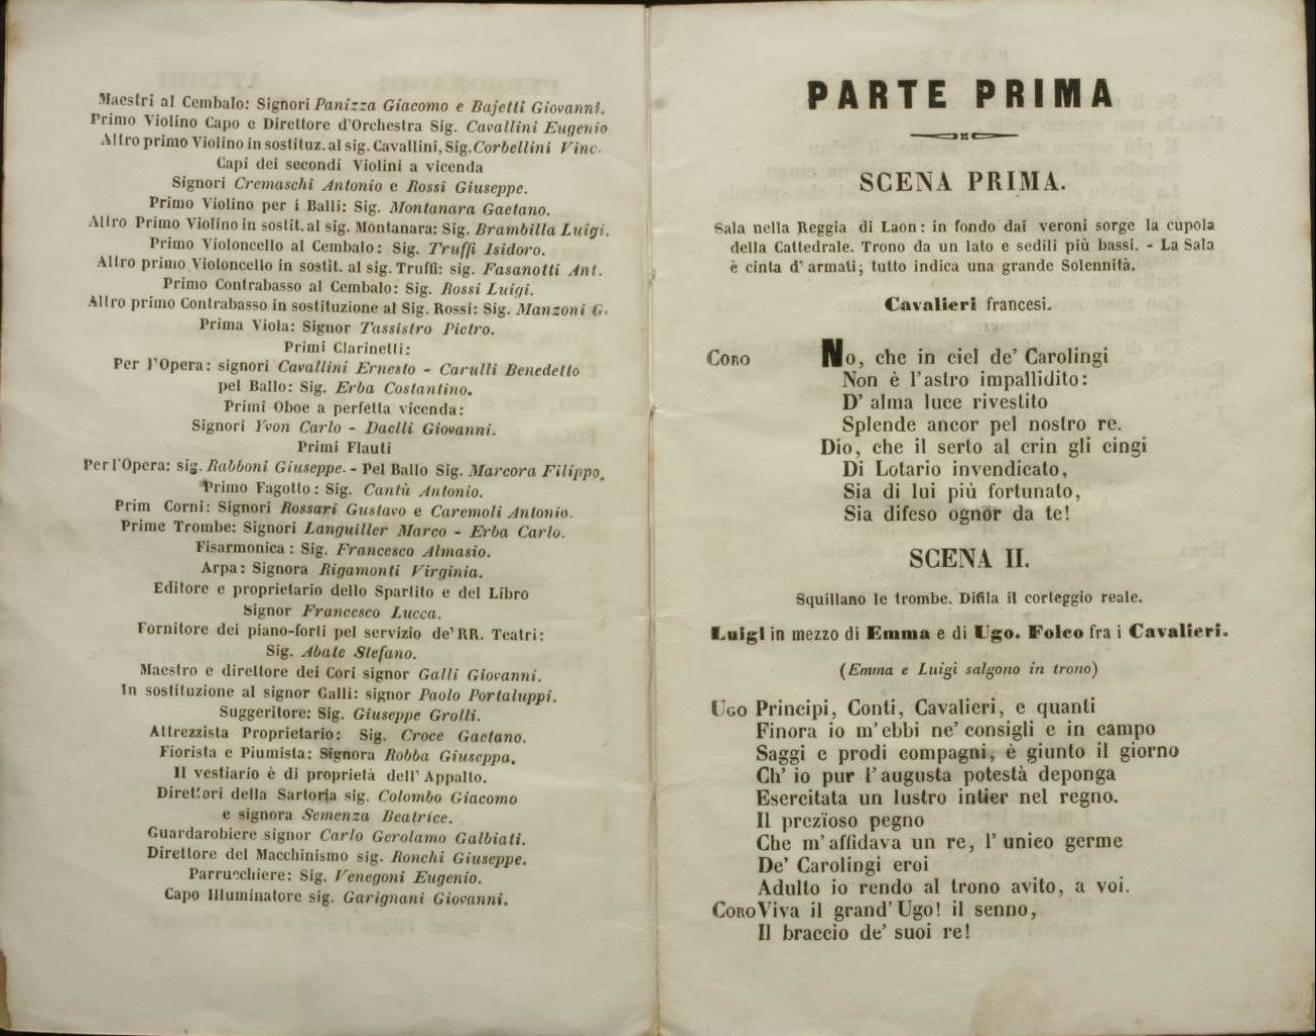 Maestri al Cembalo: Signori Panizza Giacomo e Bajetti Giovanni.
Primo Violino Capo e Direttore d'Orchestra Sig. Cavallini Eugenio
Altro primo Violino in sostituz. al sig. Cavallini, Sig. Corbellini Vinc.
Capi dei secondi Violini a vicenda
Signori Cremaschi Antonio e Rossi Giuseppe.
Primo Violino per i Balli: Sig. Montanara Gaetano.
Altro Primo Violino in sostit. al sig. Montanara: Sig. Brambilla Luigi.
Primo Violoncello al Cembalo: Sig. Truffi Isidoro.
Altro primo Violoncello in sostit. al sig. Truffi: sig. Fasanotti Ant.
Primo Contrabasso al Cembalo: Sig. Rossi Luigi.
Altro primo Contrabasso in sostituzione al Sig. Rossi: Sig. Manzoni G.
Prima Viola: Signor Tassistro Pietro.
Primi Clarinetti:
Per l'Opera: signori Cavallini Ernesto - Carulli Benedetto
pel Ballo: Sig. Erba Costantino.
Primi Oboe a perfetta vicenda:
Signori Yvon Carlo - Daelli Giovanni.
Primi Flauti
Per l'Opera: sig. Rabboni Giuseppe. - Pel Ballo Sig. Marcora Filippo.
Primo Fagotto: Sig. Cantù Antonio.
Prim Corni: Signori Rossari Gustavo e Caremoli Antonio.
Prime Trombe: Signori Languiller Marco - Erba Carlo.
Fisarmonica: Sig. Francesco Almasio.
Arpa: Signora Rigamonti Virginia.
Editore e proprietario dello Spartito e del Libro
Signor Francesco Lucca.
Fornitore dei piano-forti pel servizio de' RR. Teatri:
Sig. Abate Stefano.
Maestro e direttore dei Cori signor Galli Giovanni.
In sostituzione al signor Galli: signor Paolo Portaluppi.
Suggeritore: Sig. Giuseppe Grolli.
Attrezzista Proprietario: Sig. Croce Gaetano.
Fiorista e Piumista: Signora Robba Giuseppa.
Il vestiario è di proprietà dell' Appalto.
Direttori della Sartoria sig. Colombo Giacomo
e signora Semenza Beatrice.
Guardarobiere signor Carlo Gerolamo Galbiati.
Direttore del Macchinismo sig. Ronchi Giuseppe.
Parrucchiere: Sig. Venegoni Eugenio.
Capo Illuminatore sig. Garignani Giovanni.
PARTE PRIMA
SCENA PRIMA.
Sala nella Reggia di Laon: in fondo dai veroni sorge la cupola
della Cattedrale. Trono da un lato e sedili più bassi. - La Sala
è cinta d' armati; tutto indica una grande Solennità.
Cavalieri francesi.
CORO No, che in ciel de' Carolingi
Non è l'astro impallidito:
D' alma luce rivestito
Splende ancor pel nostro re.
Dio, che il serto al crin gli cingi
Di Lotario invendicato,
Sia di lui più fortunato,
Sia difeso ognor da te!
SCENA II.
Squillano le trombe. Difila il corteggio reale.
Luigi in mezzo di Emma e di Ugo. Folco fra i Cavalieri.
(Emma e Luigi salgono in trono)
UGO Principi, Conti, Cavalieri, e quanti
Finora io m'ebbi ne' consigli e in campo
Saggi e prodi compagni, è giunto il giorno
Ch' io pur l'augusta potestà deponga
Esercitata un lustro intier nel regno.
Il prezïoso pegno
Che m'affidava un re, l' unico germe
De' Carolingi eroi
Adulto io rendo al trono avito, a voi.
CORO Viva il grand' Ugo! il senno,
Il braccio de' suoi re!